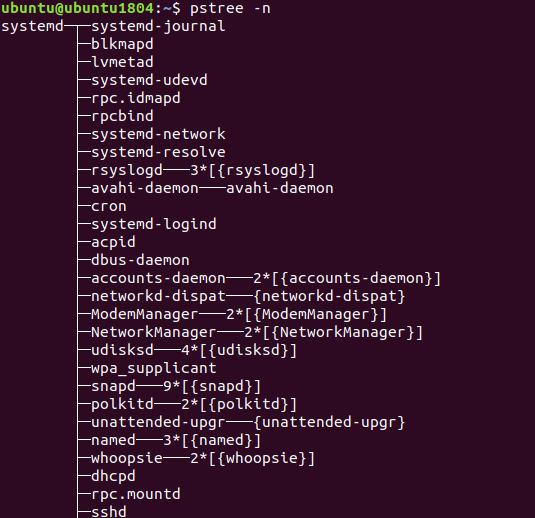 ubuntu@ubuntu1804:~$ pstree -n
systemd─┬─systemd-journal
        ├─blkmapd
        ├─lvmetad
        ├─systemd-udevd
        ├─rpc.idmapd
        ├─rpcbind
        ├─systemd-network
        ├─systemd-resolve
        ├─rsyslogd───3*[{rsyslogd}]
        ├─avahi-daemon───avahi-daemon
        ├─cron
        ├─systemd-logind
        ├─acpid
        ├─dbus-daemon
        ├─accounts-daemon───2*[{accounts-daemon}]
        ├─networkd-dispat───{networkd-dispat}
        ├─ModemManager───2*[{ModemManager}]
        ├─NetworkManager───2*[{NetworkManager}]
        ├─udisksd───4*[{udisksd}]
        ├─wpa_supplicant
        ├─snapd───9*[{snapd}]
        ├─polkitd───2*[{polkitd}]
        ├─unattended-upgr───{unattended-upgr}
        ├─named───3*[{named}]
        ├─whoopsie───2*[{whoopsie}]
        ├─dhcpd
        ├─rpc.mountd
        ├─sshd